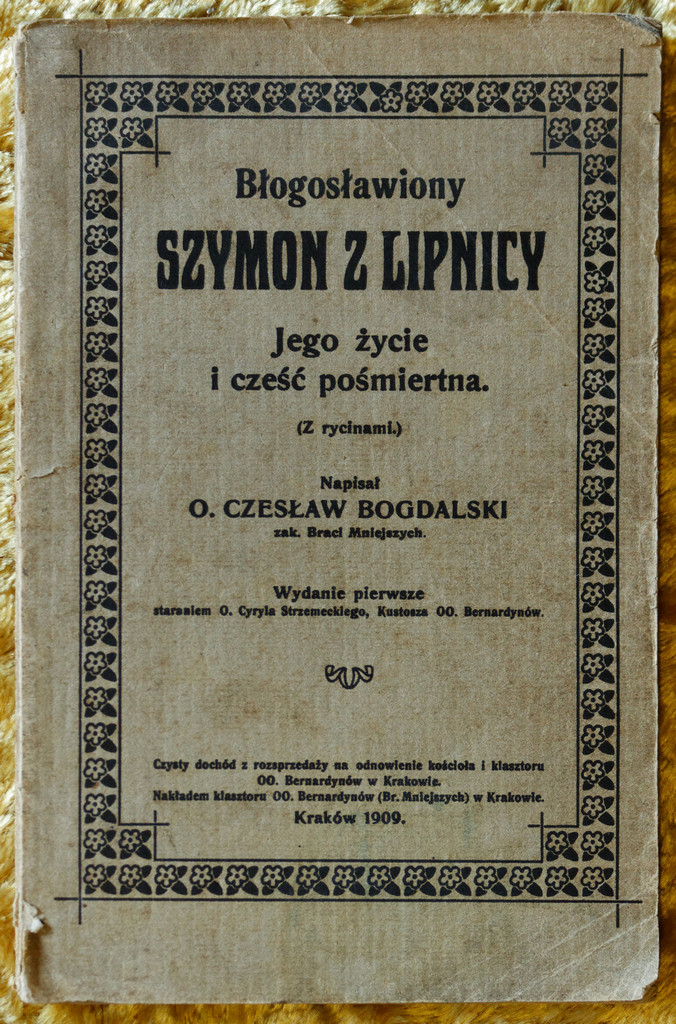 Błogosławiony
SZYMON Z LIPNICY
Jego życie
i cześć pośmiertna.
(Z rycinami.)
Napisał
O. CZESŁAW BOGDALSKI
zak. Braci Mniejszych.
Wydanie pierwsze
staraniem O. Cyryla Strzemeckiego, Kustosza OO. Bernardynów.
Czysty dochód z rozsprzedaży na odnowienie kościoła i klasztoru
OO. Bernardynów w Krakowie.
Nakładem klasztoru OO. Bernardynów (Br. Mniejszych) w Krakowie.
Kraków 1909.